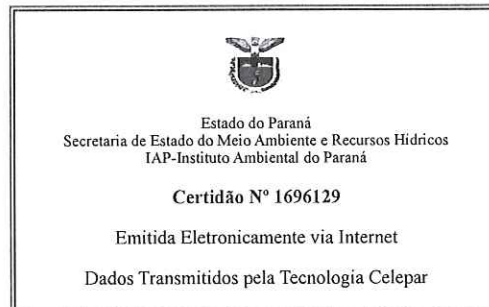 Estado do Paraná
Secretaria de Estado do Meio Ambiente e Recursos Hídricos
IAP-Instituto Ambiental do Paraná
Certidão Nº 1696129
Emitida Eletronicamente via Internet
Dados Transmitidos pela Tecnologia Celepar